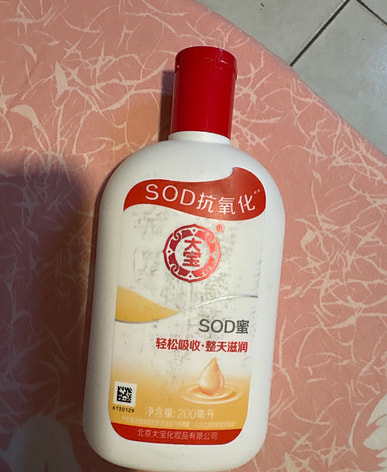 SOD抗氧化**
大宝
SOD蜜
轻松吸收·整天滋润
6150139
净含量:200毫升
北京大宝化妆品有限公司